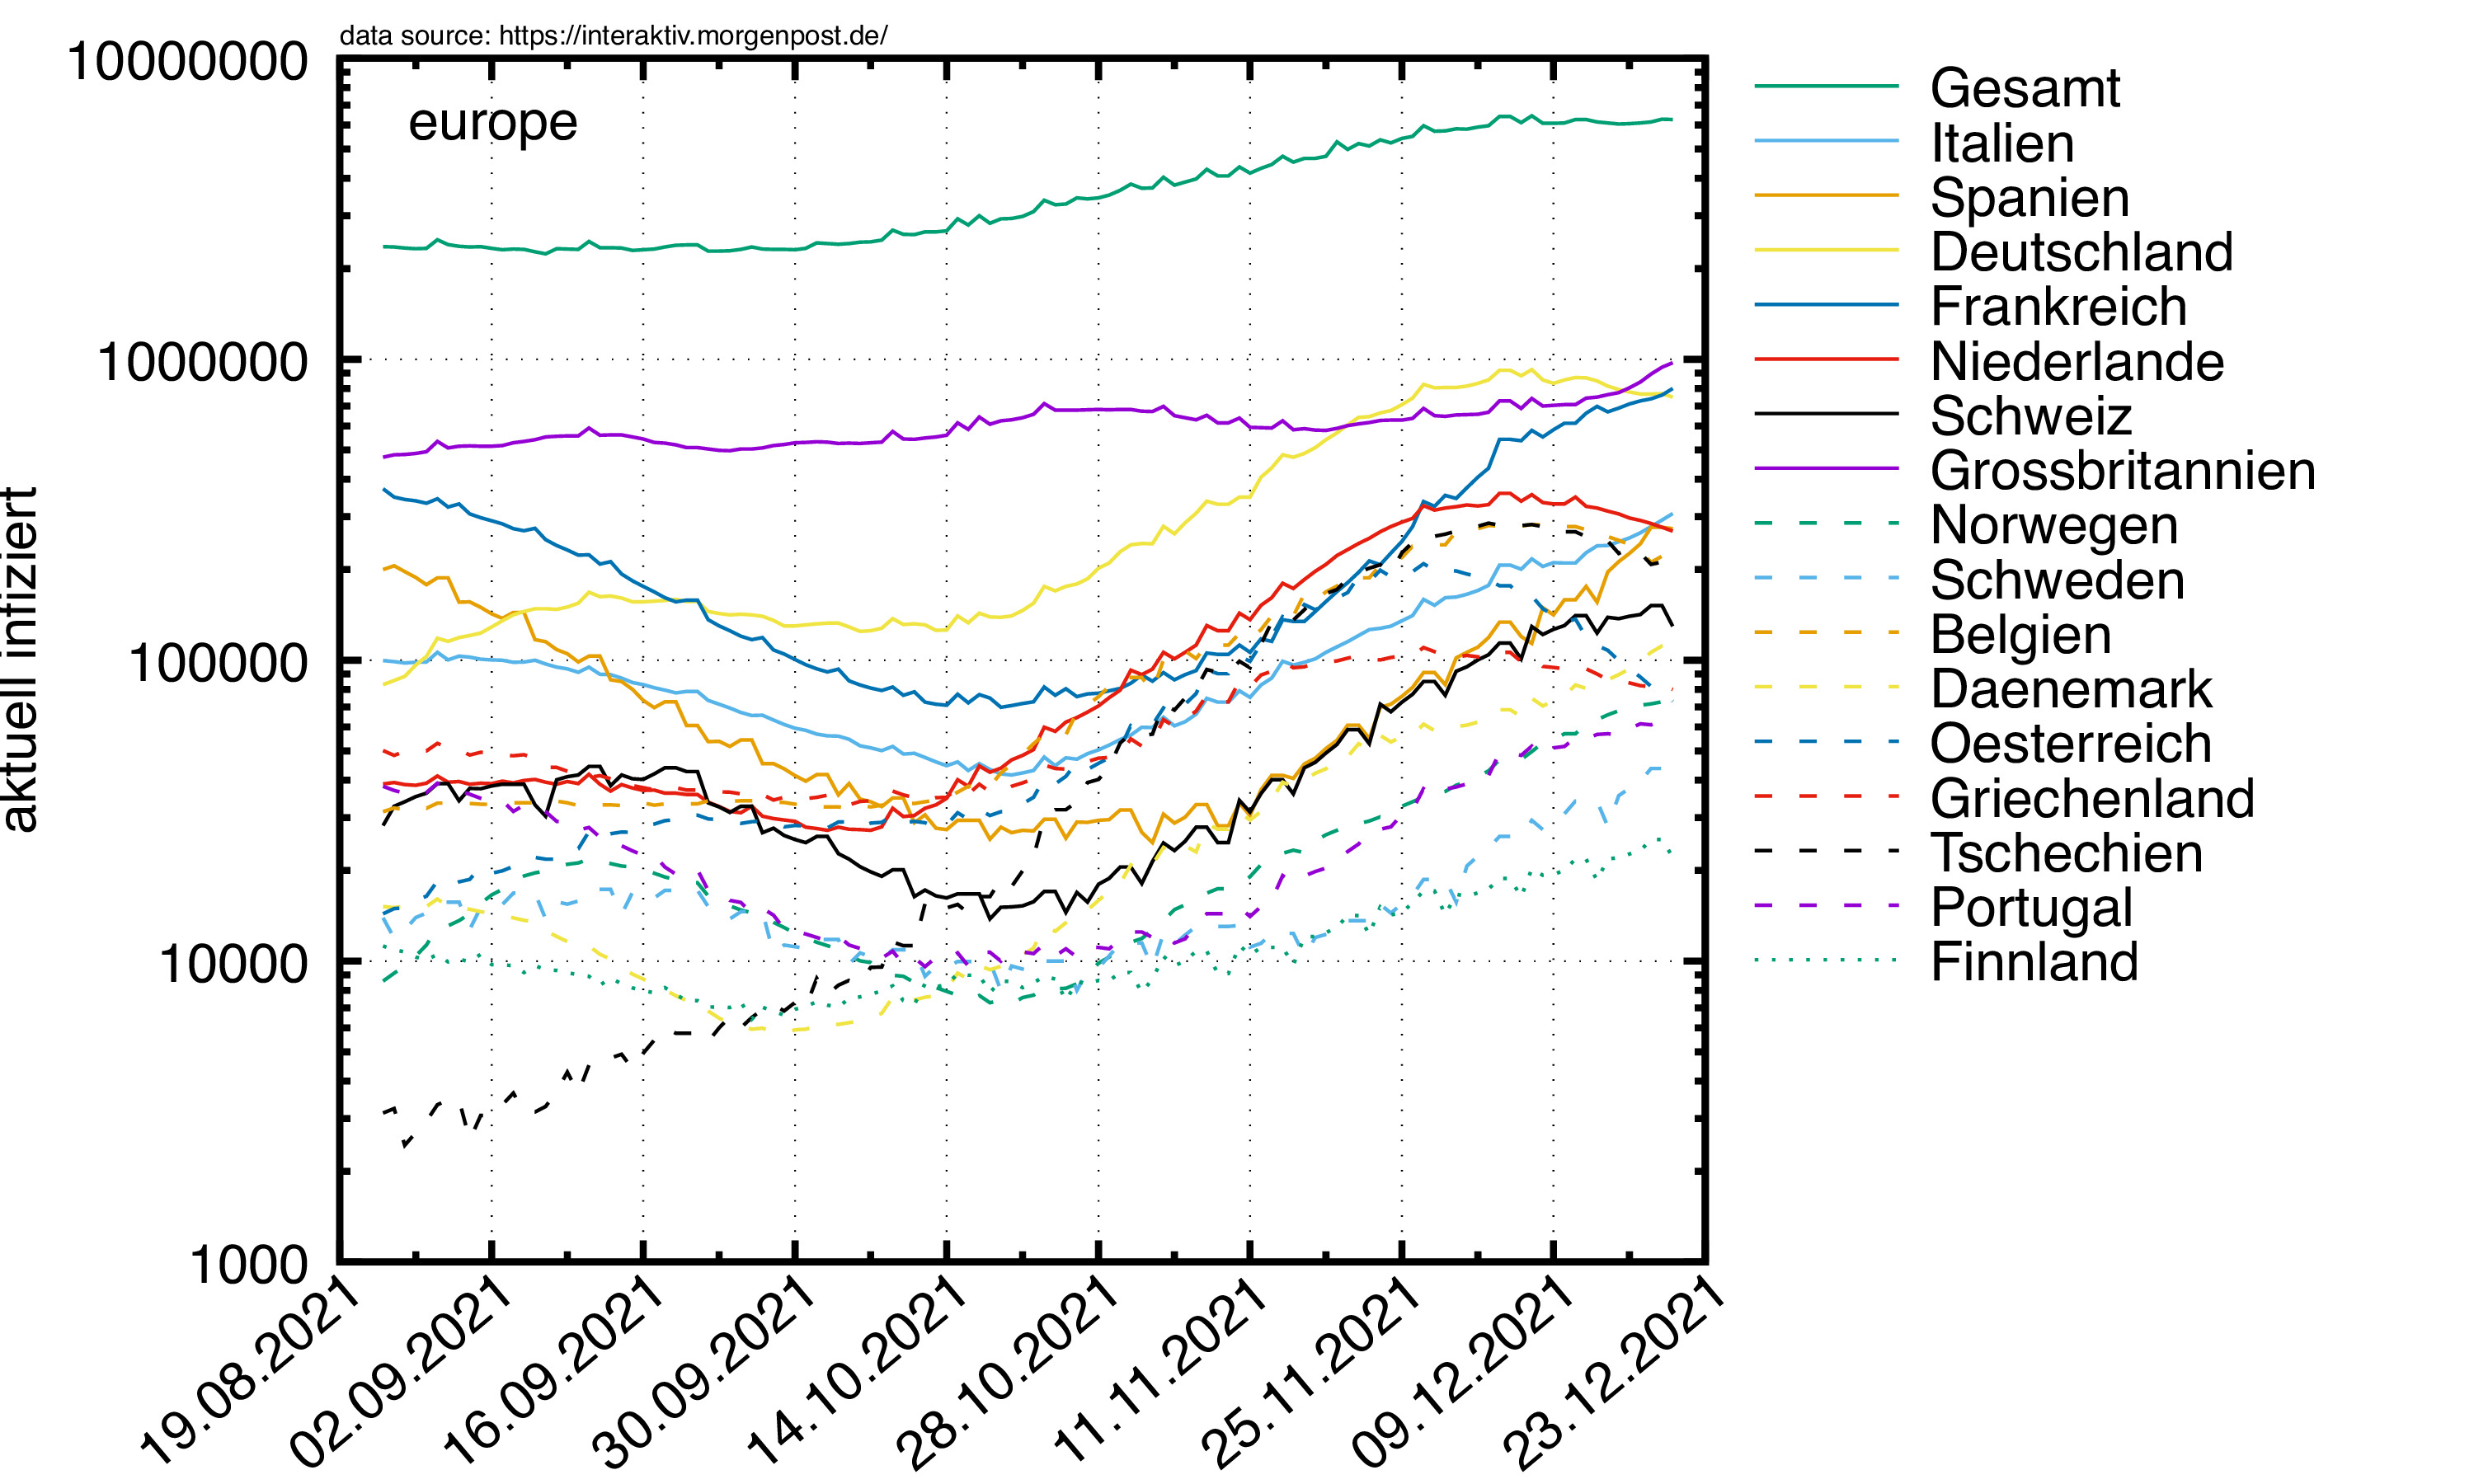 data source: https://interaktiv.morgenpost.de/
10000000
1000000
100000
10000
1000
aktuell infiziert
europe
19.08.2021
02.09.2021
16.09.2021
30.09.2021
14.10.2021
28.10.2021
11.11.2021
25.11.2021
09.12.2021
23.12.2021
Gesamt
Italien
Spanien
Deutschland
Frankreich
Niederlande
Schweiz
Grossbritannien
Norwegen
Schweden
Belgien
Daenemark
Oesterreich
Griechenland
Tschechien
Portugal
Finnland